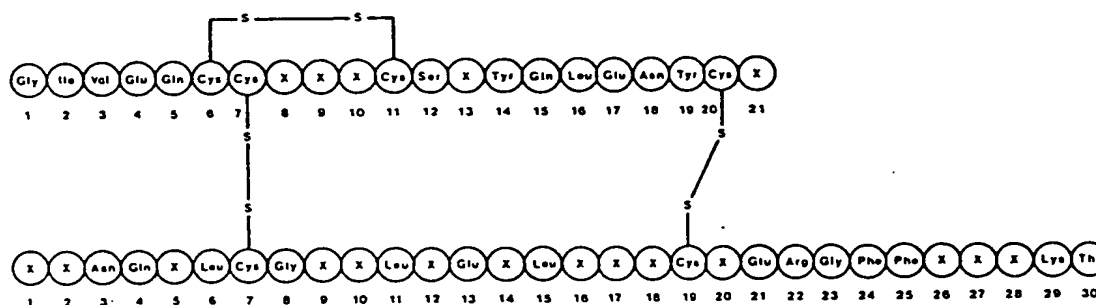 S S
Gly Ile Val Glu Gln Cys Cys X X X Cys Ser X Tyr Gln Leu Glu Asn Tyr Cys X
1 2 3 4 5 6 7 8 9 10 11 12 13 14 15 16 17 18 19 20 21
S S
S S
X X Asn Gln X Leu Cys Gly X X Leu X Glu X Leu X X X Cys X Glu Arg Gly Phe Phe X X X Lys Th
1 2 3 4 5 6 7 8 9 10 11 12 13 14 15 16 17 18 19 20 21 22 23 24 25 26 27 28 29 30